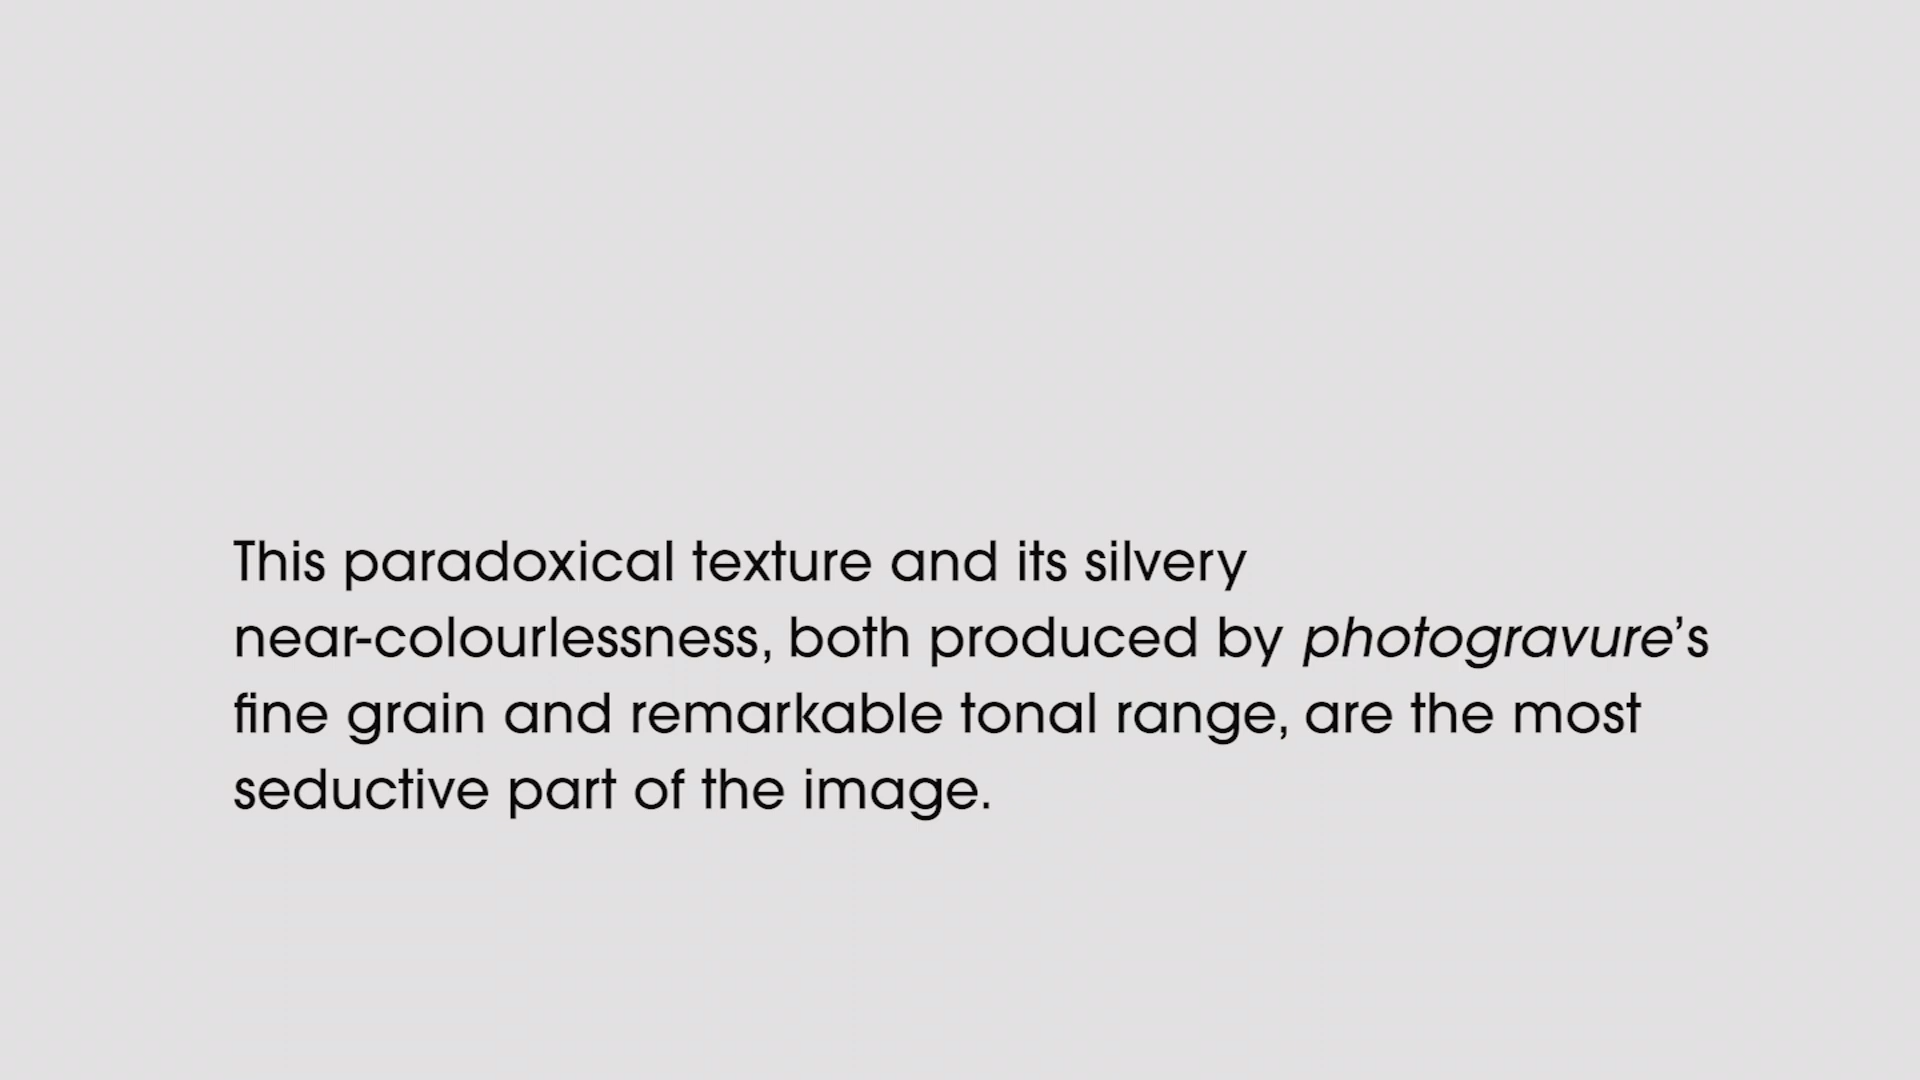 This paradoxical texture and its silvery
near-colourlessness, both produced by photogravure’s
fine grain and remarkable tonal range, are the most
seductive part of the image.